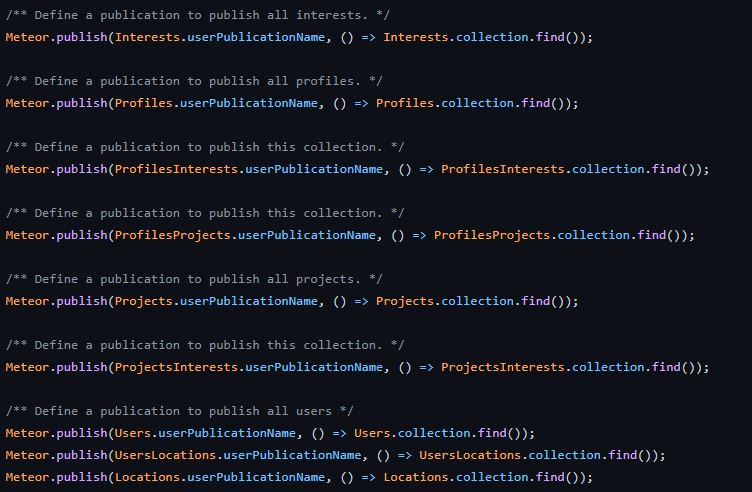 /** Define a publication to publish all interests. */
Meteor.publish(Interests.userPublicationName, () => Interests.collection.find());
/** Define a publication to publish all profiles. */
Meteor.publish(Profiles.userPublicationName, () => Profiles.collection.find());
/** Define a publication to publish this collection. */
Meteor.publish(ProfilesInterests.userPublicationName, () => ProfilesInterests.collection.find());
/** Define a publication to publish this collection. */
Meteor.publish(ProfilesProjects.userPublicationName, () => ProfilesProjects.collection.find());
/** Define a publication to publish all projects. */
Meteor.publish(Projects.userPublicationName, () => Projects.collection.find());
/** Define a publication to publish this collection. */
Meteor.publish(ProjectsInterests.userPublicationName, () => ProjectsInterests.collection.find());
/** Define a publication to publish all users */
Meteor.publish(Users.userPublicationName, () => Users.collection.find());
Meteor.publish(UsersLocations.userPublicationName, () => UsersLocations.collection.find());
Meteor.publish(Locations.userPublicationName, () => Locations.collection.find());